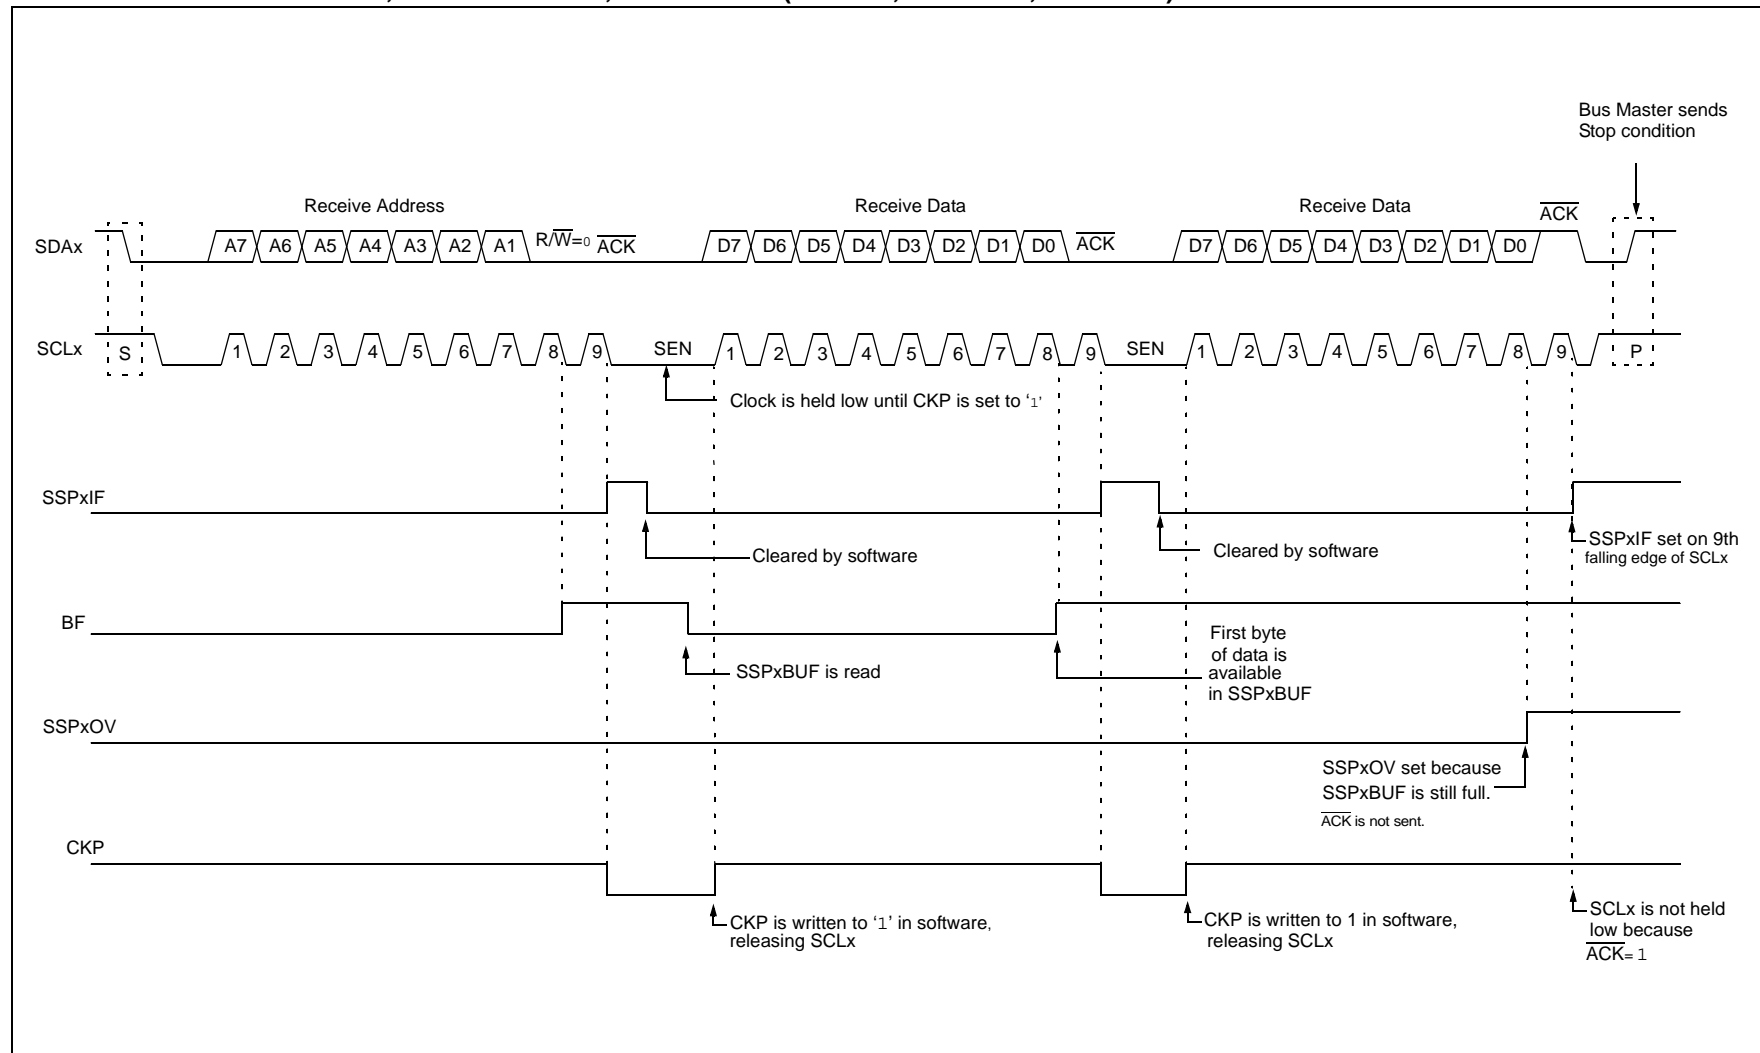 Bus Master sends
Stop condition
Receive Address
Receive Data
Receive Data
ACK
SDAx
A7 A6 A5 A4 A3 A2 A1 R/W=0 ACK
D7 D6 D5 D4 D3 D2 D1 D0 ACK
D7 D6 D5 D4 D3 D2 D1 D0
SCLx
S
1 2 3 4 5 6 7 8 9 SEN
1 2 3 4 5 6 7 8 9 SEN
1 2 3 4 5 6 7 8 9
P
Clock is held low until CKP is set to ‘1’
SSPxIF
Cleared by software
Cleared by software
SSPxIF set on 9th
falling edge of SCLx
BF
SSPxBUF is read
First byte
of data is
available
in SSPxBUF
SSPxOV
SSPxOV set because
SSPxBUF is still full.
ACK is not sent.
CKP
CKP is written to ‘1’ in software,
releasing SCLx
CKP is written to 1 in software,
releasing SCLx
SCLx is not held
low because
ACK= 1